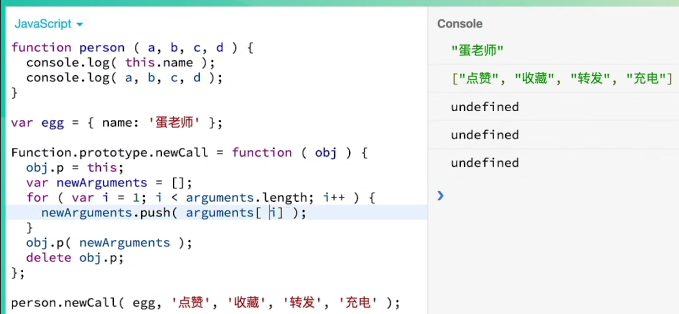 JavaScript
function person ( a, b, c, d ) {
console.log( this.name );
console.log( a, b, c, d );
}
var egg = { name: '蛋老师' };
Function.prototype.newCall = function ( obj ) {
obj.p = this;
var newArguments = [];
for ( var i = 1; i < arguments.length; i++ ) {
newArguments.push( arguments[ i] );
}
obj.p( newArguments );
delete obj.p;
};
person.newCall( egg, '点赞', '收藏', '转发', '充电' );
Console
"蛋老师"
["点赞", "收藏", "转发", "充电"]
undefined
undefined
undefined